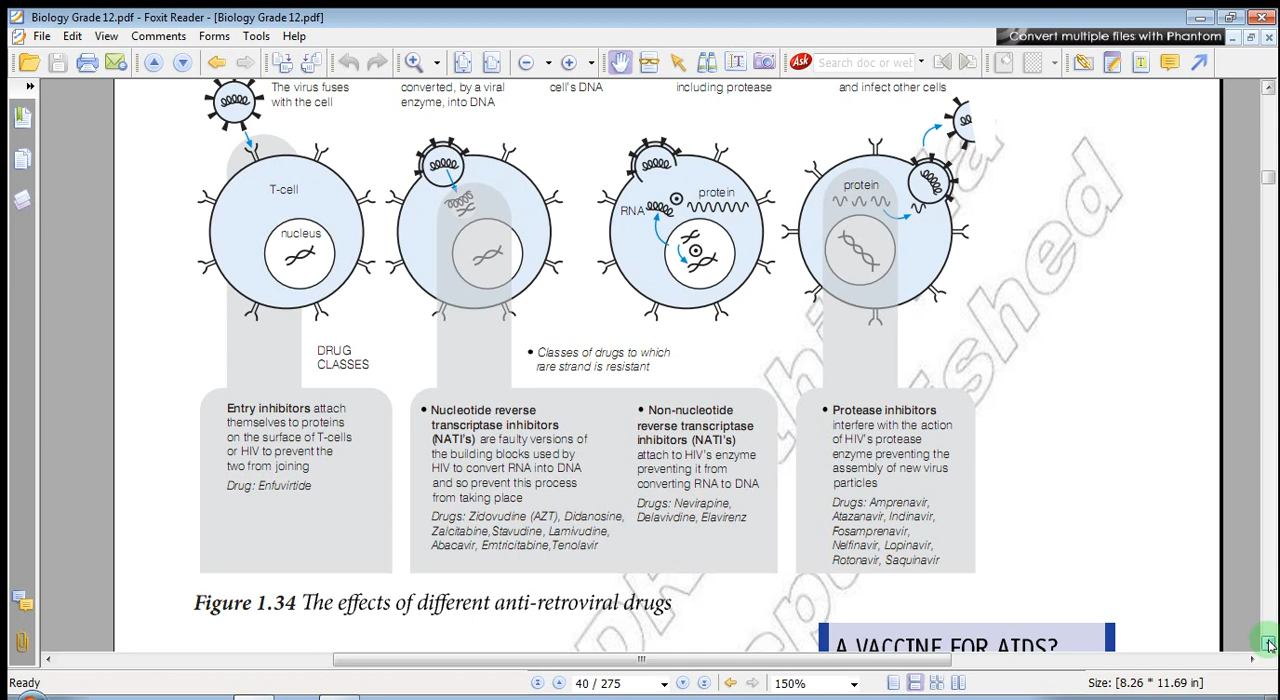 Biology Grade 12.pdf - Foxit Reader - [Biology Grade 12.pdf]
File Edit View Comments Forms Tools Help
Convert multiple files with Phantom
Ask Search doc or wel
The virus fuses
with the cell
converted, by a viral
enzyme, into DNA
cell's DNA
including protease
and infect other cells
T-cell
nucleus
RNA
protein
protein
DRUG
CLASSES
• Classes of drugs to which
rare strand is resistant
Entry inhibitors attach
themselves to proteins
on the surface of T-cells
or HIV to prevent the
two from joining
Drug: Enfuvirtide
• Nucleotide reverse
transcriptase inhibitors
(NATI's) are faulty versions of
the building blocks used by
HIV to convert RNA into DNA
and so prevent this process
from taking place
Drugs: Zidovudine (AZT), Didanosine,
Zalcitabine,Stavudine, Lamivudine,
Abacavir, Emtricitabine,Tenolavir
• Non-nucleotide
reverse transcriptase
inhibitors (NATI's)
attach to HIV's enzyme
preventing it from
converting RNA to DNA
Drugs: Nevirapine,
Delavivdine, Elavirenz
• Protease inhibitors
interfere with the action
of HIV's protease
enzyme preventing the
assembly of new virus
particles
Drugs: Amprenavir,
Atazanavir, Indinavir,
Fosamprenavir,
Nelfinavir, Lopinavir,
Rotonavir, Saquinavir
Figure 1.34 The effects of different anti-retroviral drugs
A VACCINE FOR AIDS?
Ready
40 / 275
150%
Size: [8.26 * 11.69 in]